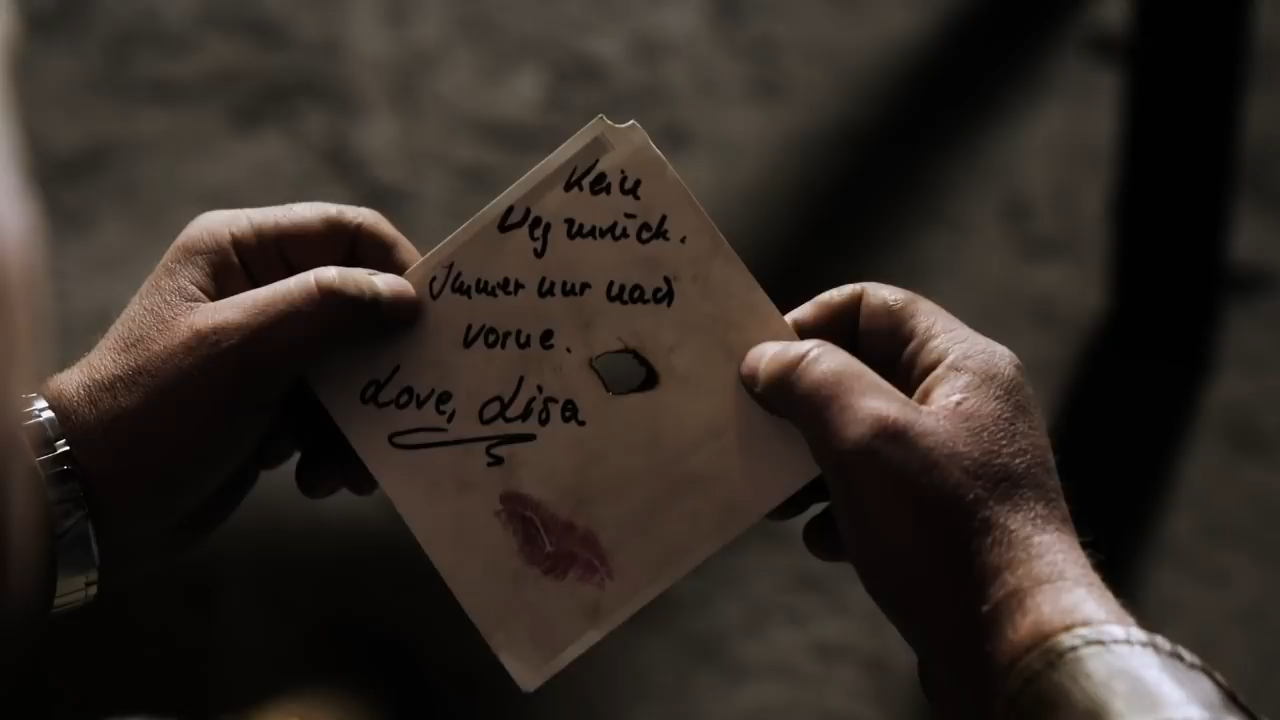 Kein
Weg zurück.
Immer nur nach
vorne.
Love, Lisa